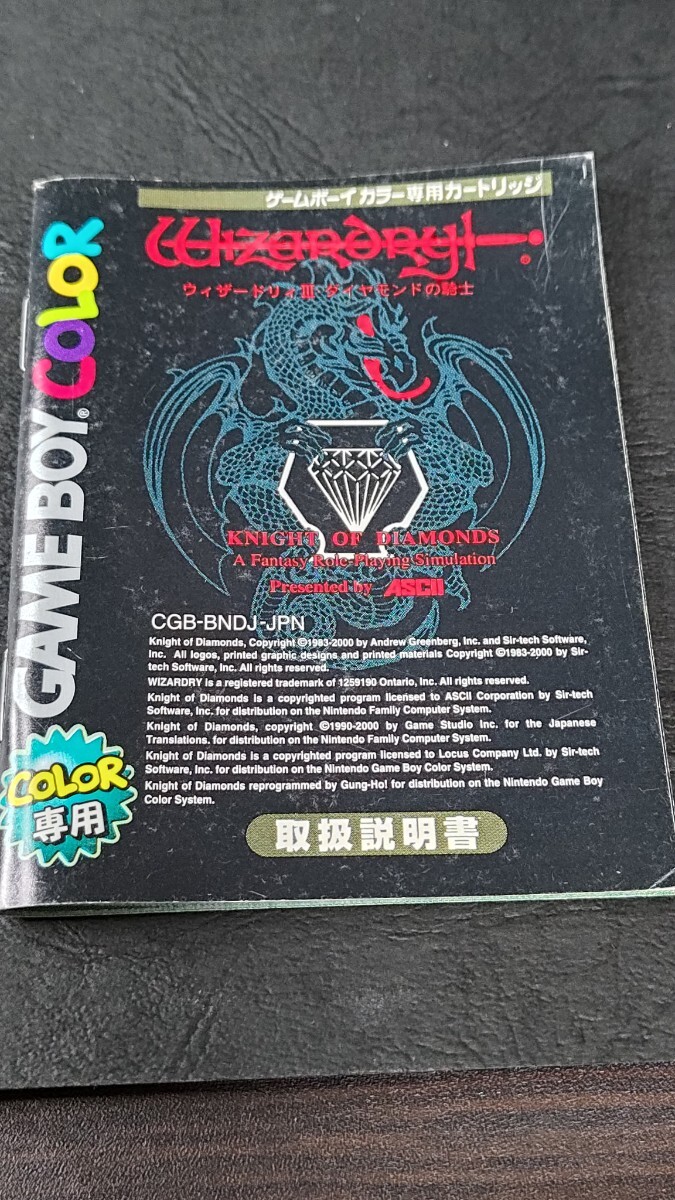 ゲームボーイカラー専用カートリッジ
Wizardry®
ウィザードリィIII ダイヤモンドの騎士
KNIGHT OF DIAMONDS
A Fantasy Role-Playing Simulation
Presented by ASCII
CGB-BNDJ-JPN
Knight of Diamonds, Copyright ©1983-2000 by Andrew Greenberg, Inc. and Sir-tech Software,
Inc. All logos, printed graphic designs and printed materials Copyright ©1983-2000 by Sir-
tech Software, Inc. All rights reserved.
WIZARDRY is a registered trademark of 1259190 Ontario, Inc. All rights reserved.
Knight of Diamonds is a copyrighted program licensed to ASCII Corporation by Sir-tech
Software, Inc. for distribution on the Nintendo Family Computer System.
Knight of Diamonds, copyright ©1990-2000 by Game Studio Inc. for the Japanese
Translations. for distribution on the Nintendo Family Computer System.
Knight of Diamonds is a copyrighted program licensed to Locus Company Ltd. by Sir-tech
Software, Inc. for distribution on the Nintendo Game Boy Color System.
Knight of Diamonds reprogrammed by Gung-Ho! for distribution on the Nintendo Game Boy
Color System.
取扱説明書
GAME BOY® COLOR
COLOR
専用